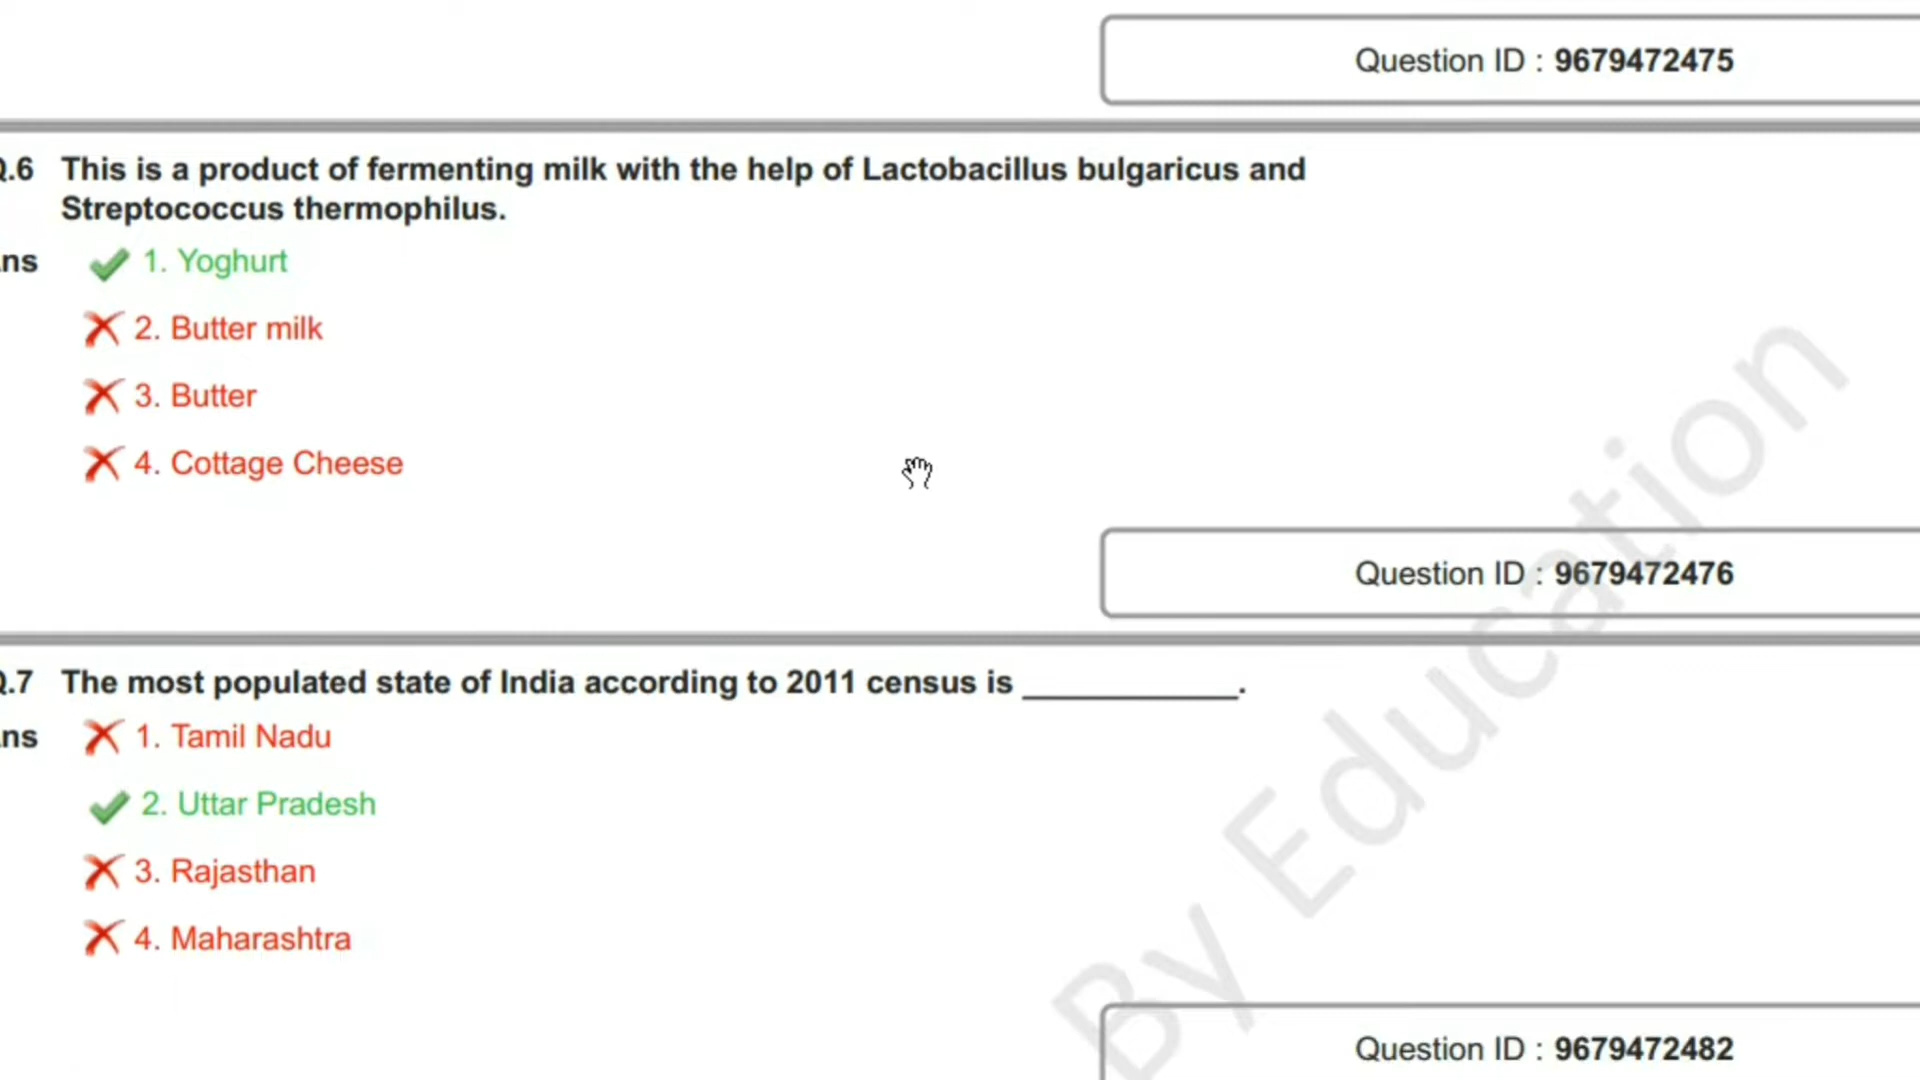 Question ID : 9679472475
Q.6 This is a product of fermenting milk with the help of Lactobacillus bulgaricus and
Streptococcus thermophilus.
ns 1. Yoghurt
2. Butter milk
3. Butter
4. Cottage Cheese
Question ID : 9679472476
Q.7 The most populated state of India according to 2011 census is ____________.
ns 1. Tamil Nadu
2. Uttar Pradesh
3. Rajasthan
4. Maharashtra
Question ID : 9679472482
By Education